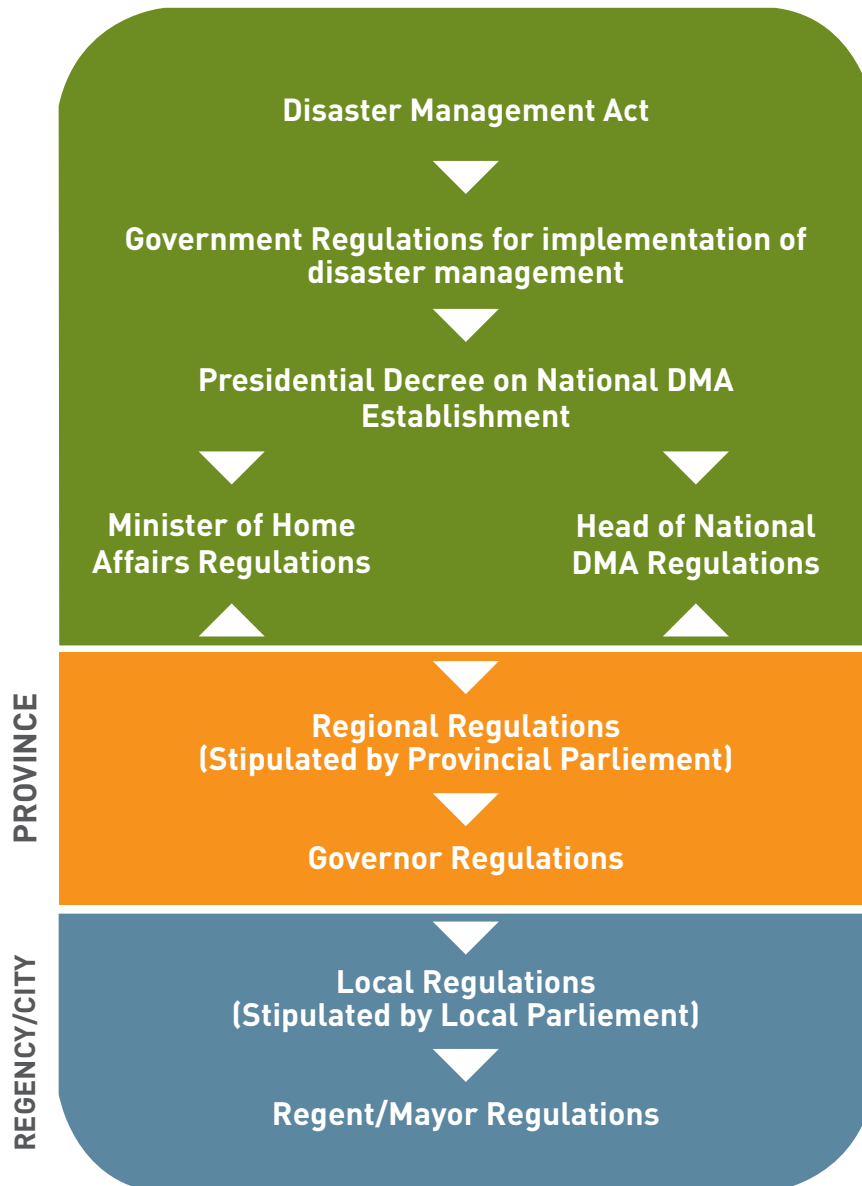 Disaster Management Act
Government Regulations for implementation of
disaster management
Presidential Decree on National DMA
Establishment
Minister of Home
Affairs Regulations
Head of National
DMA Regulations
PROVINCE
Regional Regulations
(Stipulated by Provincial Parliement)
Governor Regulations
REGENCY/CITY
Local Regulations
(Stipulated by Local Parliement)
Regent/Mayor Regulations